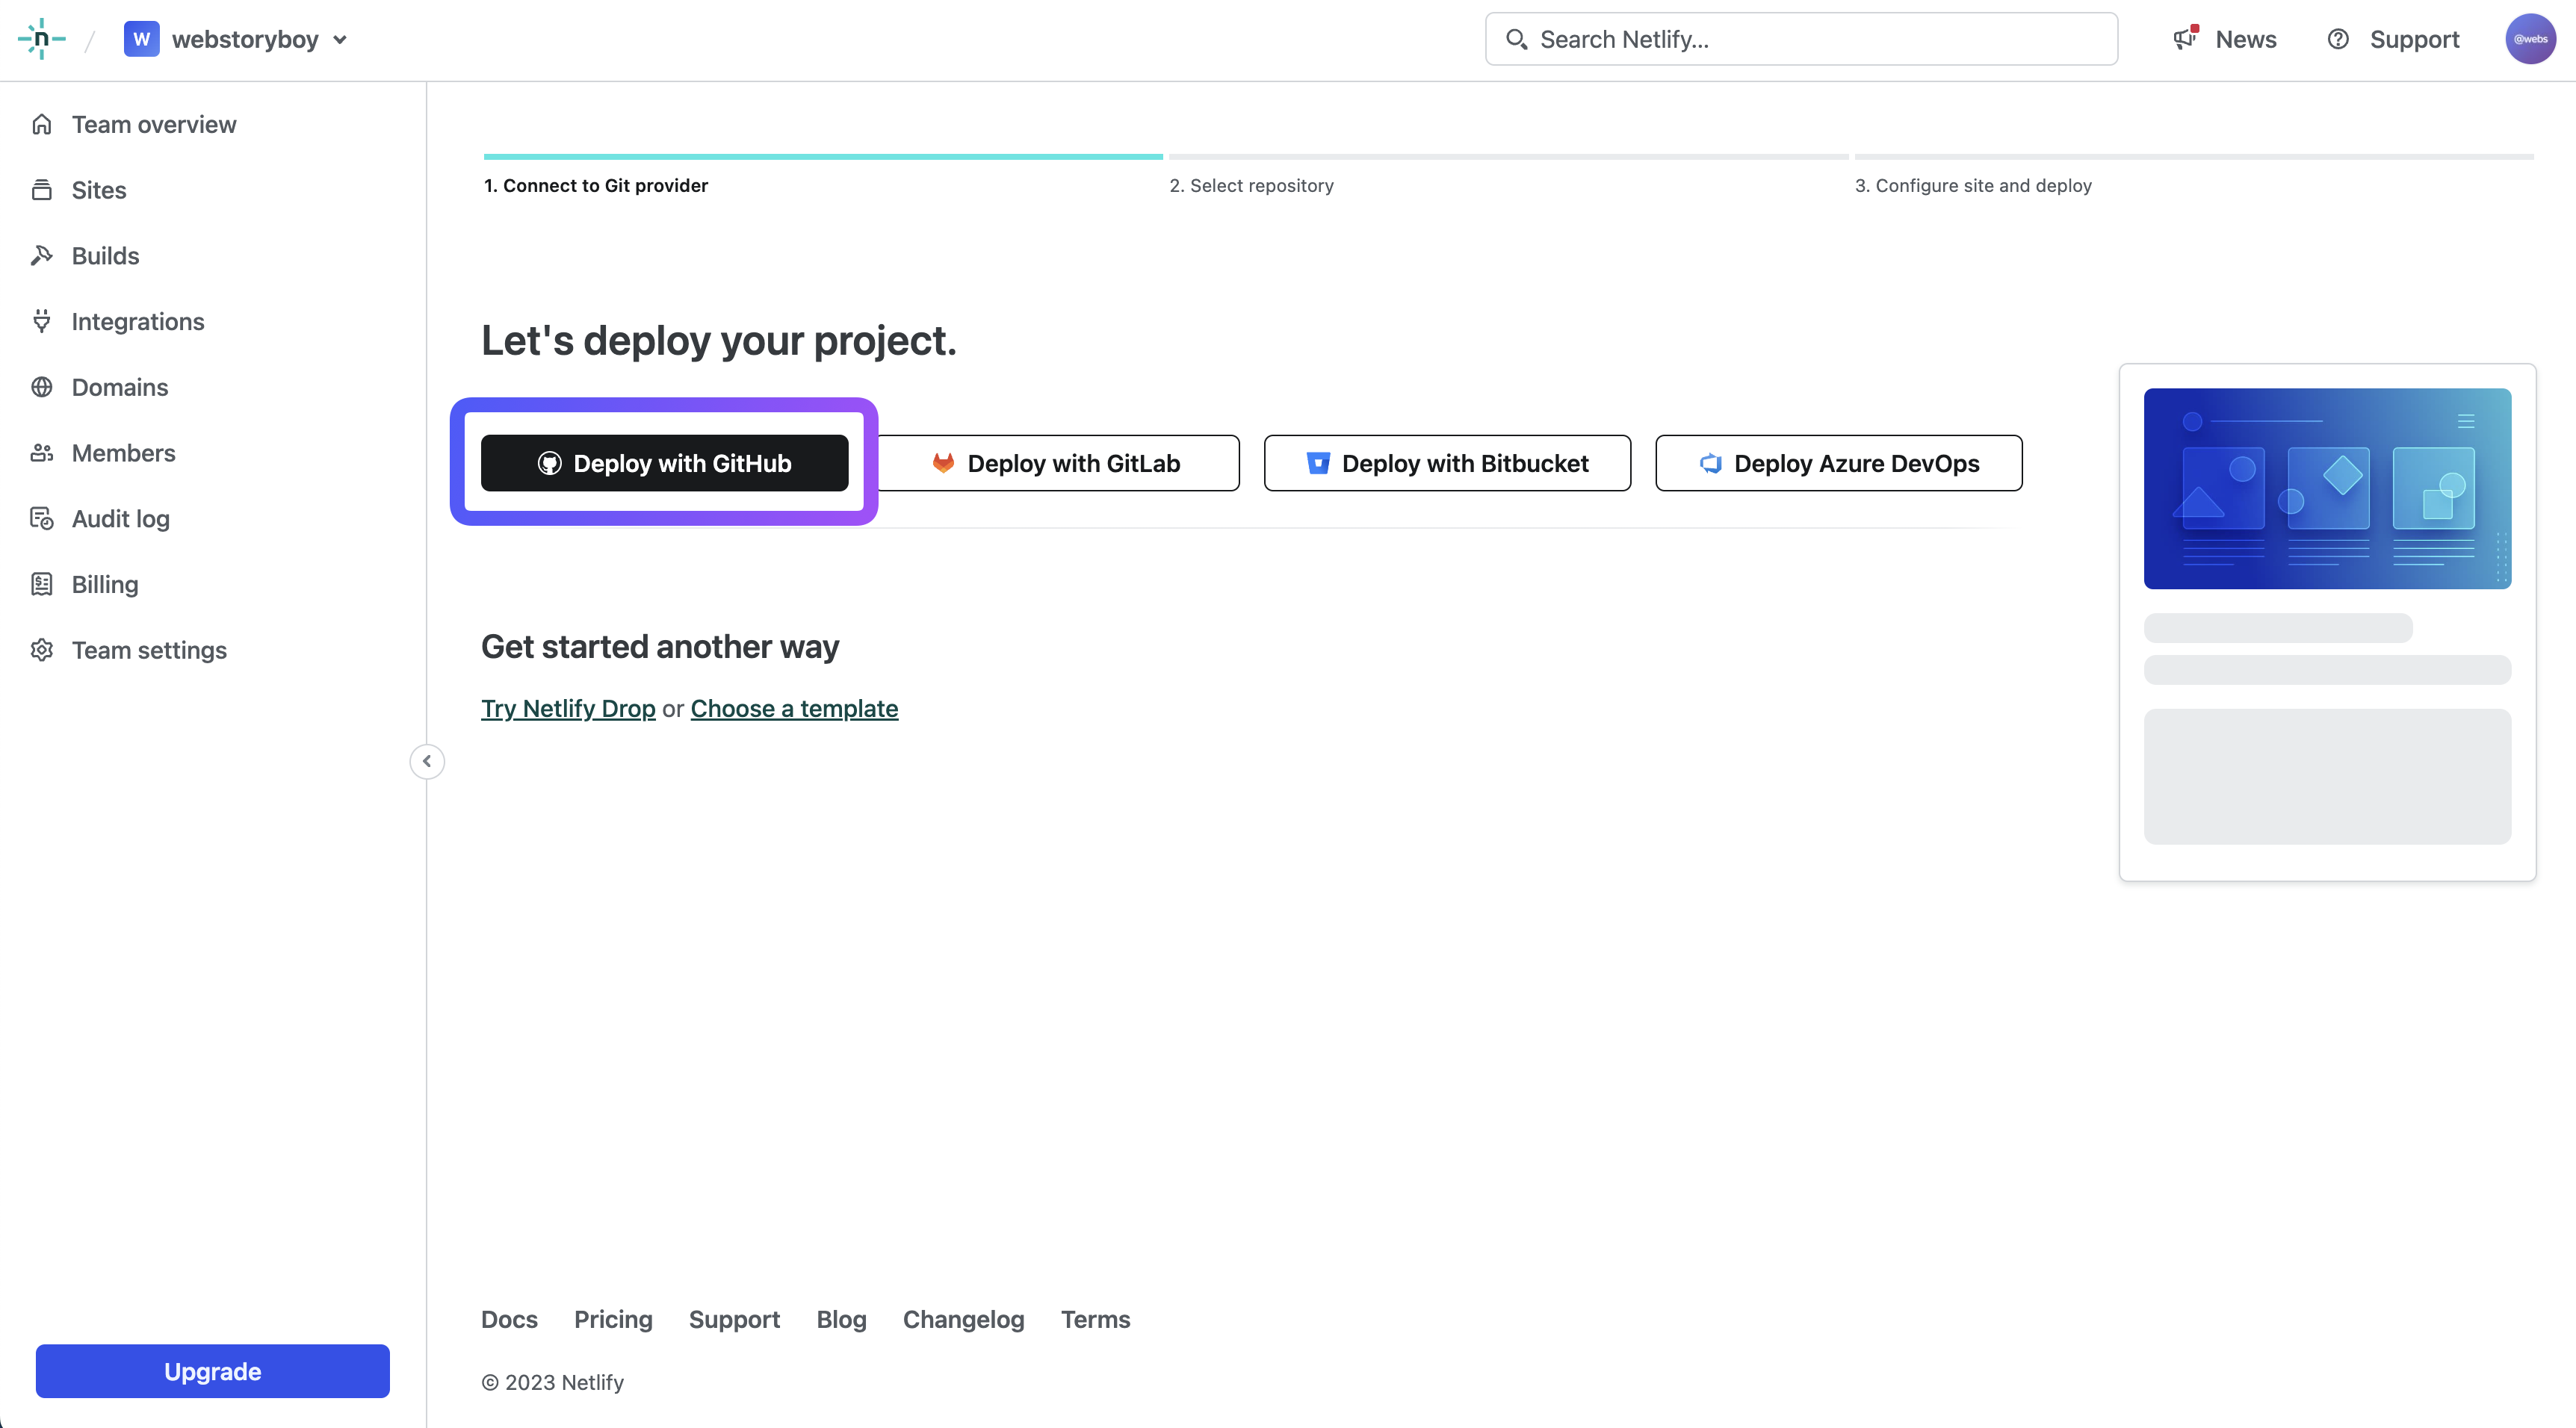 n / W webstoryboy
Search Netlify...
News
Support
@webs
Team overview
Sites
Builds
Integrations
Domains
Members
Audit log
Billing
Team settings
Upgrade
1. Connect to Git provider
2. Select repository
3. Configure site and deploy
Let's deploy your project.
Deploy with GitHub
Deploy with GitLab
Deploy with Bitbucket
Deploy Azure DevOps
Get started another way
Try Netlify Drop or Choose a template
Docs Pricing Support Blog Changelog Terms
© 2023 Netlify